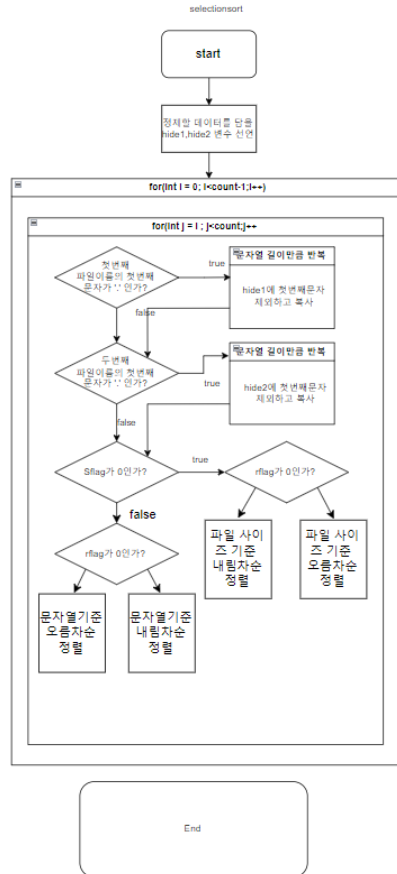 selectionsort
start
정체할 데이터를 담을
hide1,hide2 변수 선언
for(int i = 0; i<count-1;i++)
for(int j = i ; j<count;j++
첫번째
파일이름의 첫번째
문자가 '.' 인가?
true
문자열 길이만큼 반복
hide1에 첫번째문자
제외하고 복사
false
두번째
파일이름의 첫번째
문자가 '.' 인가?
true
문자열 길이만큼 반복
hide2에 첫번째문자
제외하고 복사
false
Sflag가 0인가?
true
rflag가 0인가?
false
파일 사이
즈 기준
내림차순
정렬
파일 사이
즈 기준
오름차순
정렬
rflag가 0인가?
문자열기준
오름차순
정렬
문자열기준
내림차순
정렬
End